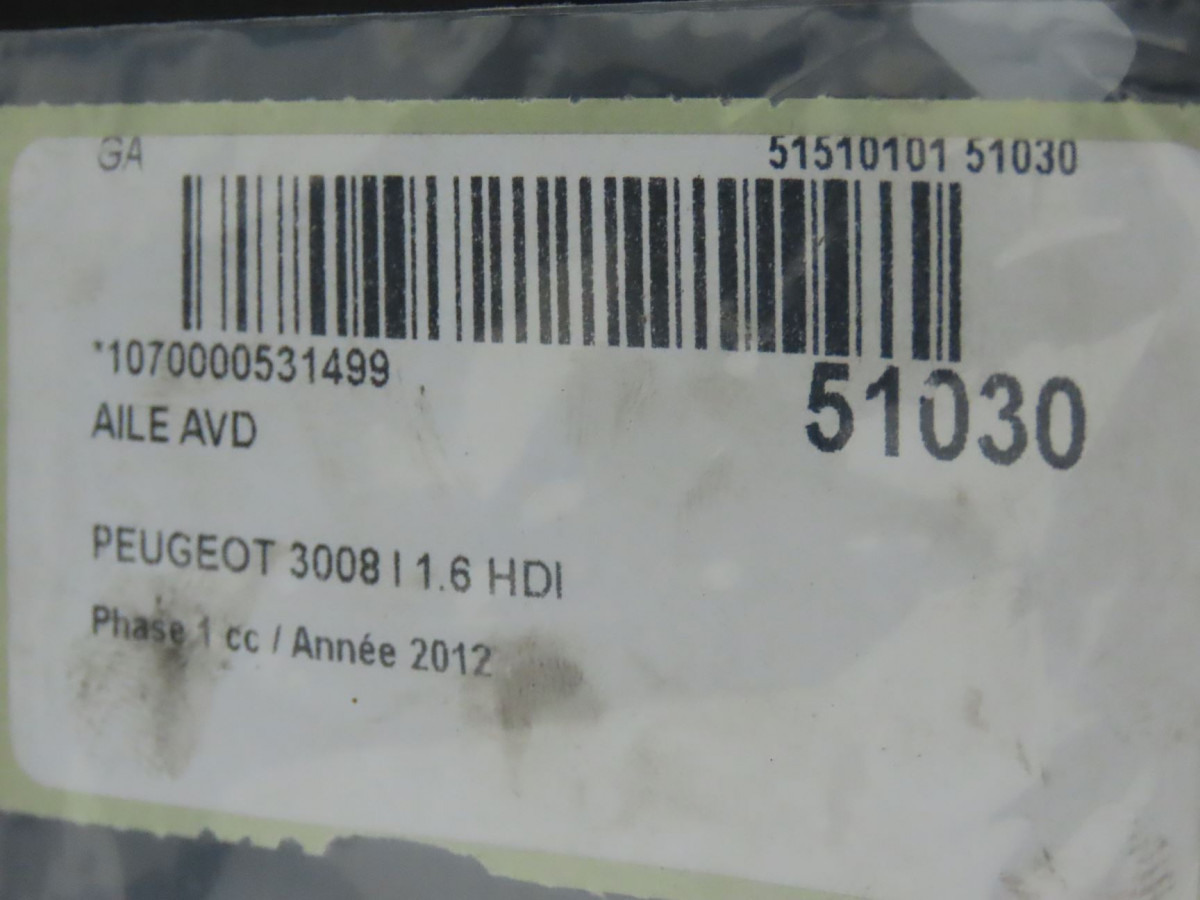 GA
51510101 51030
*1070000531499
51030
AILE AVD
PEUGEOT 3008 I 1.6 HDI
Phase 1 cc / Année 2012